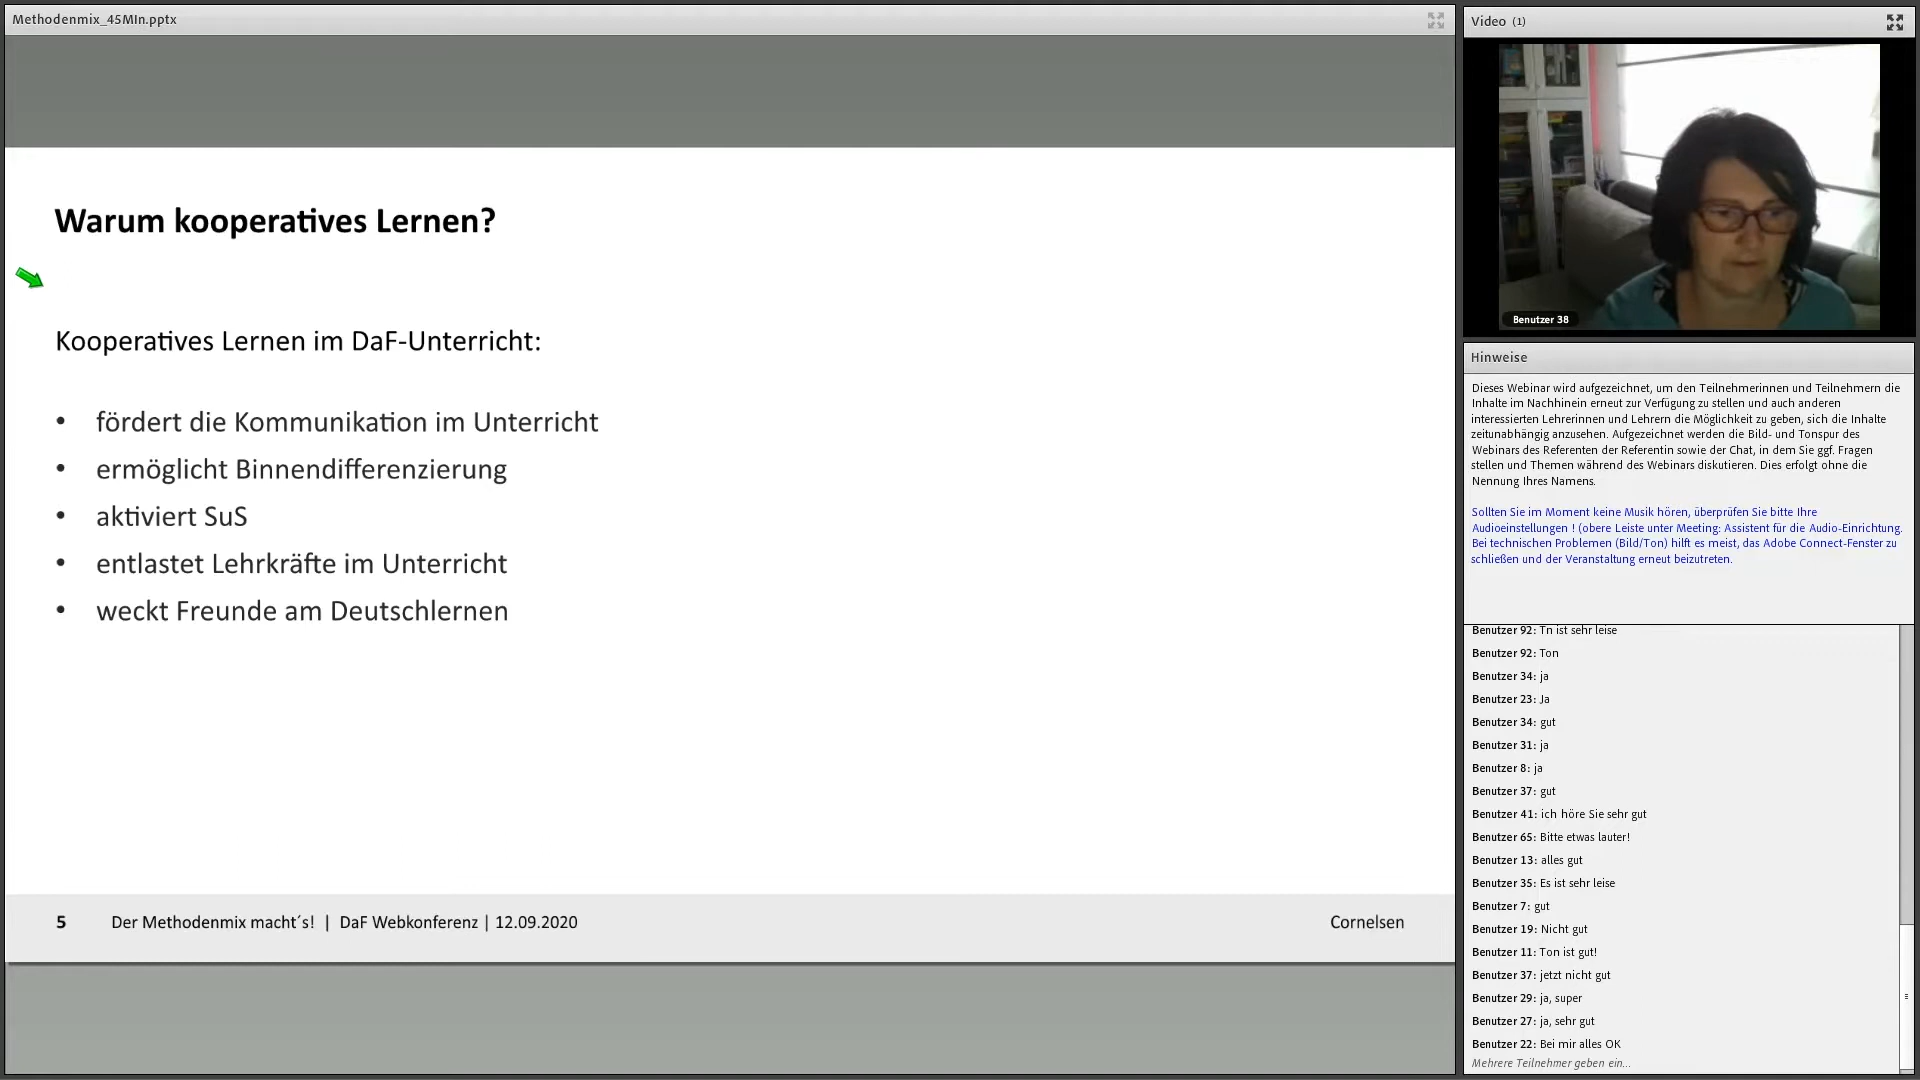 Methodenmix_45MIn.pptx
Warum kooperatives Lernen?
Kooperatives Lernen im DaF-Unterricht:
• fördert die Kommunikation im Unterricht
• ermöglicht Binnendifferenzierung
• aktiviert SuS
• entlastet Lehrkräfte im Unterricht
• weckt Freunde am Deutschlernen
5 Der Methodenmix macht´s! | DaF Webkonferenz | 12.09.2020 Cornelsen
Video (1)
Benutzer 38
Hinweise
Dieses Webinar wird aufgezeichnet, um den Teilnehmerinnen und Teilnehmern die
Inhalte im Nachhinein erneut zur Verfügung zu stellen und auch anderen
interessierten Lehrerinnen und Lehrern die Möglichkeit zu geben, sich die Inhalte
zeitunabhängig anzusehen. Aufgezeichnet werden die Bild- und Tonspur des
Webinars des Referenten der Referentin sowie der Chat, in dem Sie ggf. Fragen
stellen und Themen während des Webinars diskutieren. Dies erfolgt ohne die
Nennung Ihres Namens.
Sollten Sie im Moment keine Musik hören, überprüfen Sie bitte Ihre
Audioeinstellungen ! (obere Leiste unter Meeting: Assistent für die Audio-Einrichtung.
Bei technischen Problemen (Bild/Ton) hilft es meist, das Adobe Connect-Fenster zu
schließen und der Veranstaltung erneut beizutreten.
Benutzer 92: Tn ist sehr leise
Benutzer 92: Ton
Benutzer 34: ja
Benutzer 23: Ja
Benutzer 34: gut
Benutzer 31: ja
Benutzer 8: ja
Benutzer 37: gut
Benutzer 41: ich höre Sie sehr gut
Benutzer 65: Bitte etwas lauter!
Benutzer 13: alles gut
Benutzer 35: Es ist sehr leise
Benutzer 7: gut
Benutzer 19: Nicht gut
Benutzer 11: Ton ist gut!
Benutzer 37: jetzt nicht gut
Benutzer 29: ja, super
Benutzer 27: ja, sehr gut
Benutzer 22: Bei mir alles OK
Mehrere Teilnehmer geben ein...